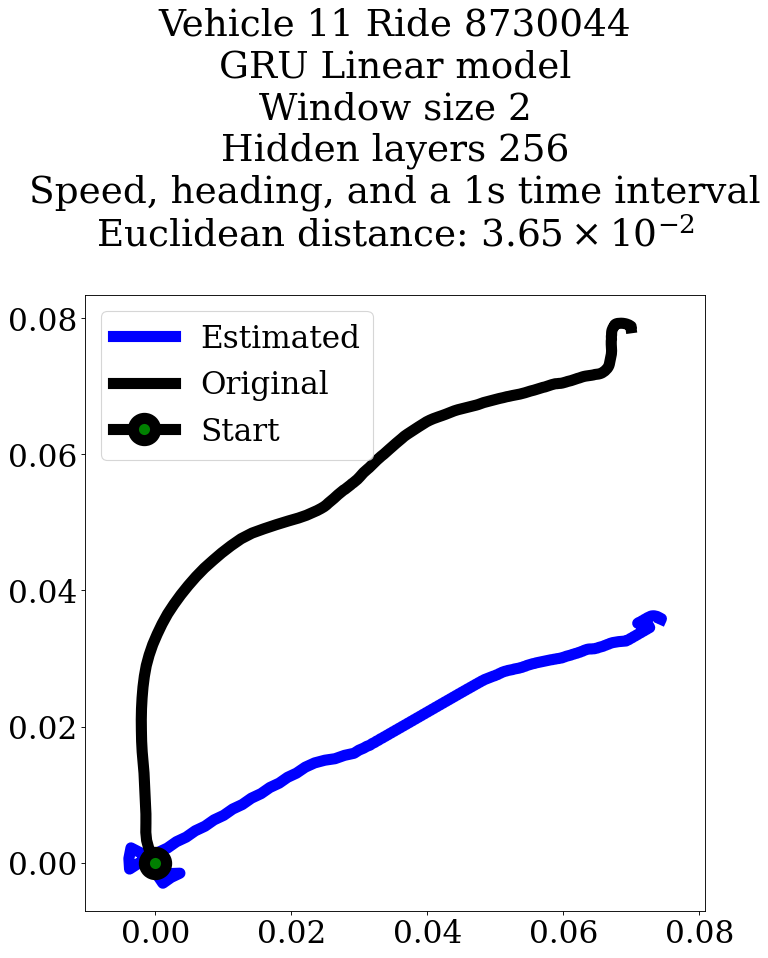 Vehicle 11 Ride 8730044
GRU Linear model
Window size 2
Hidden layers 256
Speed, heading, and a 1s time interval
Euclidean distance: 3.65 × 10⁻²
Estimated
Original
Start
0.08
0.06
0.04
0.02
0.00
0.00 0.02 0.04 0.06 0.08